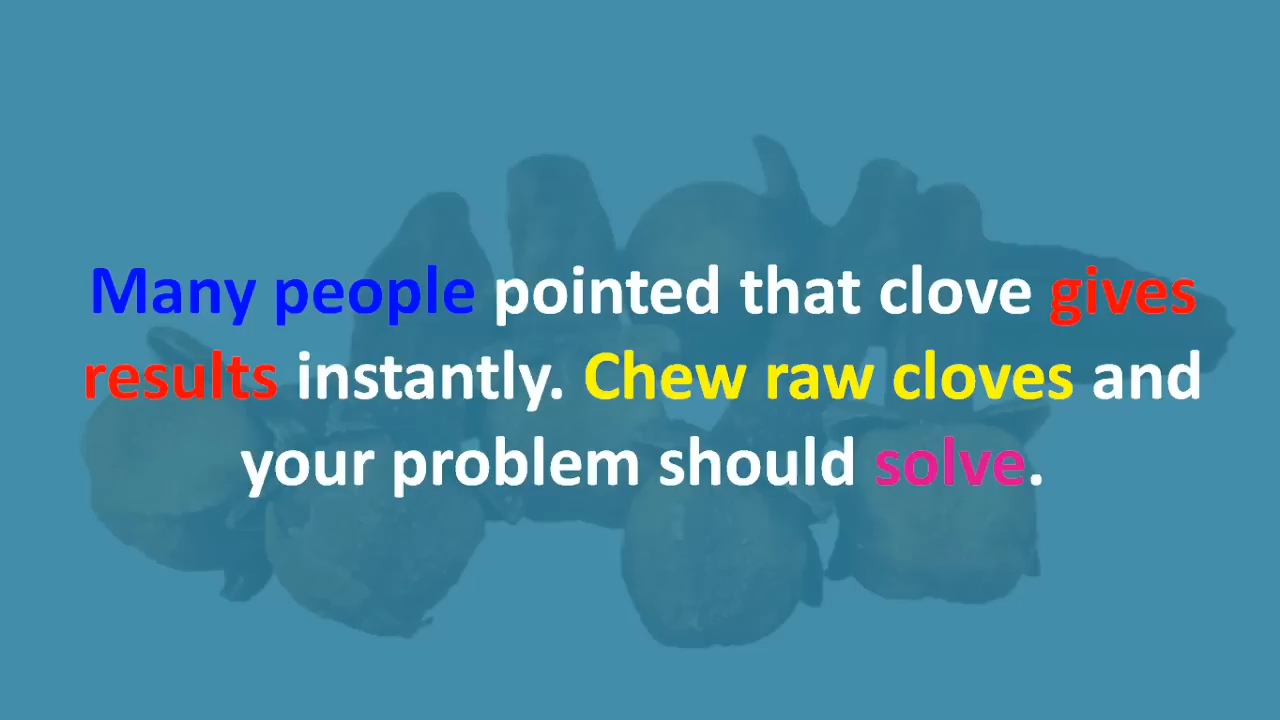 Many people pointed that clove gives
results instantly. Chew raw cloves and
your problem should solve.